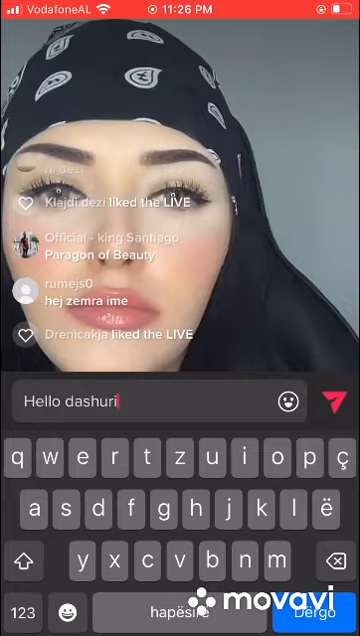 VodafoneAL
11:26 PM
Klajdi.dezi liked the LIVE
Official - king Santiago
Paragon of Beauty
rumejs0
hej zemra ime
Drenicakja liked the LIVE
Hello dashuri
q w e r t z u i o p ç
a s d f g h j k l ë
y x c v b n m
123
hapësirë
Dërgo
movavi